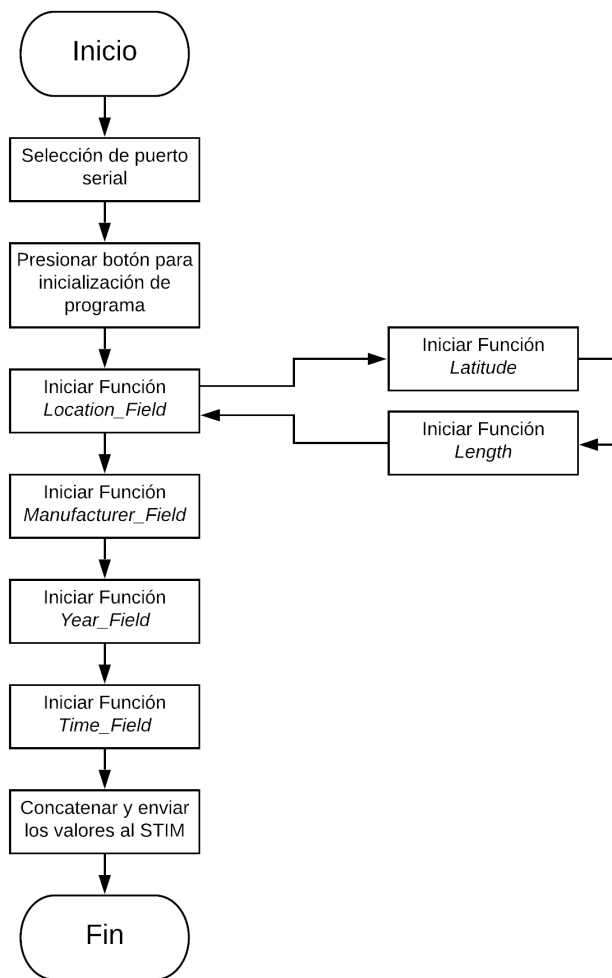 Inicio
Selección de puerto
serial
Presionar botón para
inicialización de
programa
Iniciar Función
Location_Field
Iniciar Función
Latitude
Iniciar Función
Length
Iniciar Función
Manufacturer_Field
Iniciar Función
Year_Field
Iniciar Función
Time_Field
Concatenar y enviar
los valores al STIM
Fin